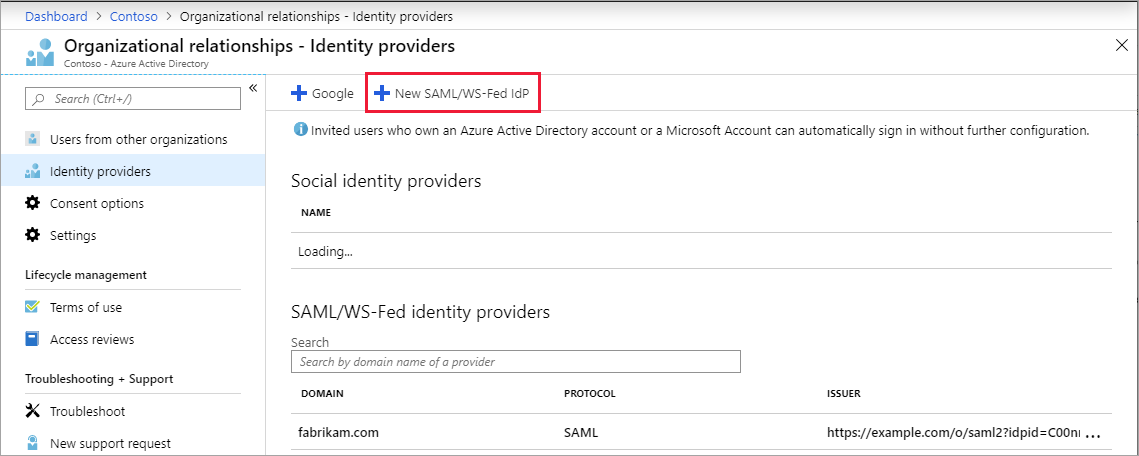 Dashboard > Contoso > Organizational relationships - Identity providers
Organizational relationships - Identity providers
Contoso - Azure Active Directory
Search (Ctrl+/)
Users from other organizations
Identity providers
Consent options
Settings
Lifecycle management
Terms of use
Access reviews
Troubleshooting + Support
Troubleshoot
New support request
Google
New SAML/WS-Fed IdP
Invited users who own an Azure Active Directory account or a Microsoft Account can automatically sign in without further configuration.
Social identity providers
NAME
Loading...
SAML/WS-Fed identity providers
Search
Search by domain name of a provider
DOMAIN PROTOCOL ISSUER
fabrikam.com SAML https://example.com/o/saml2?idpid=C00n ...